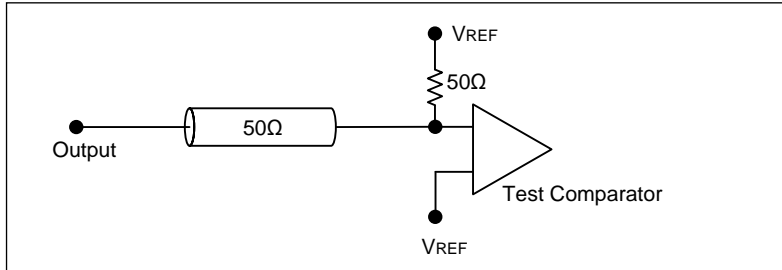 VREF
50Ω
50Ω
Output
Test Comparator
VREF